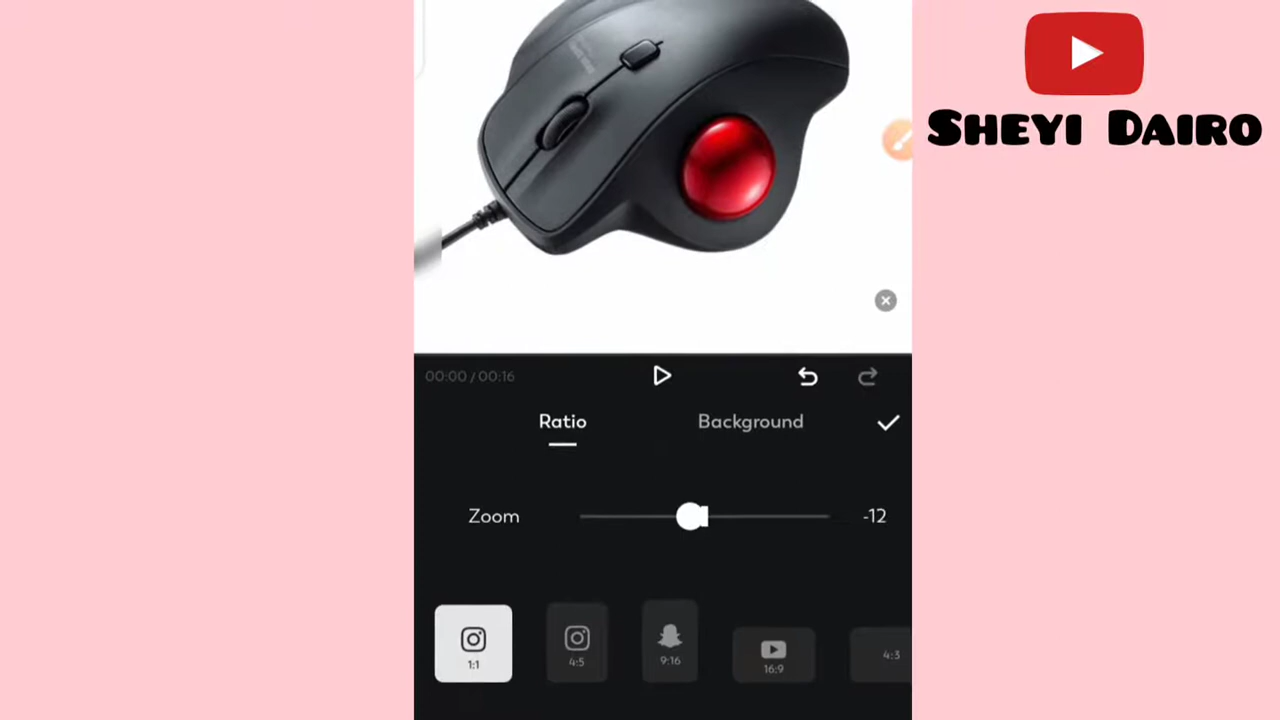 SHEYI DAIRO
00:00 / 00:16
Ratio
Background
Zoom
-12
1:1
4:5
9:16
16:9
4:3